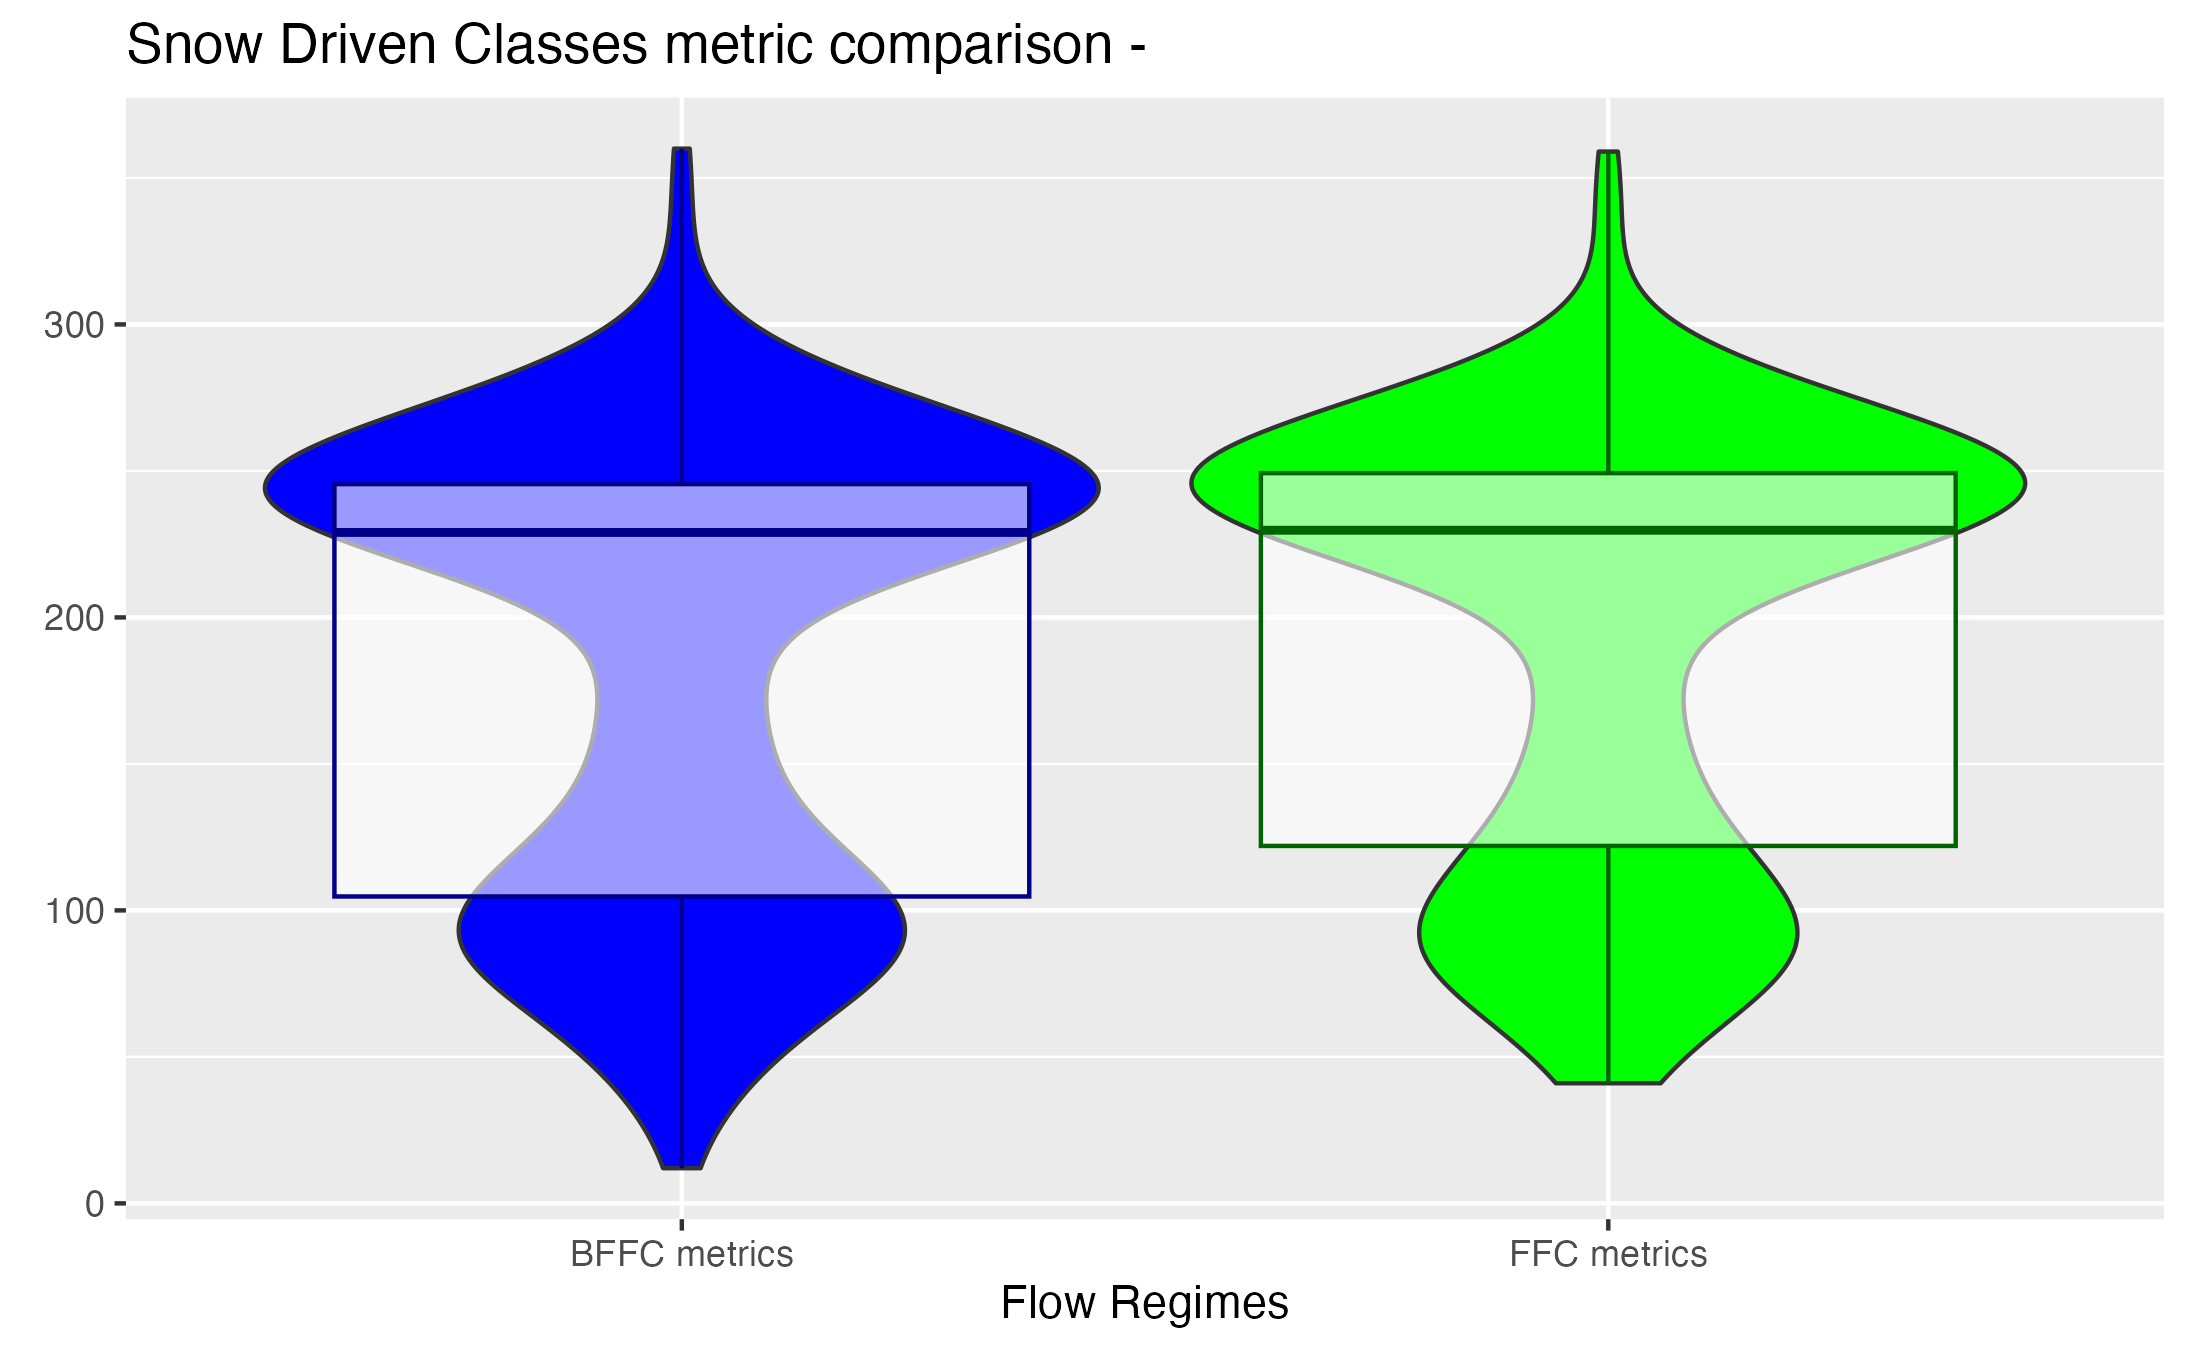 Snow Driven Classes metric comparison -
300
200
100
0
BFFC metrics
FFC metrics
Flow Regimes